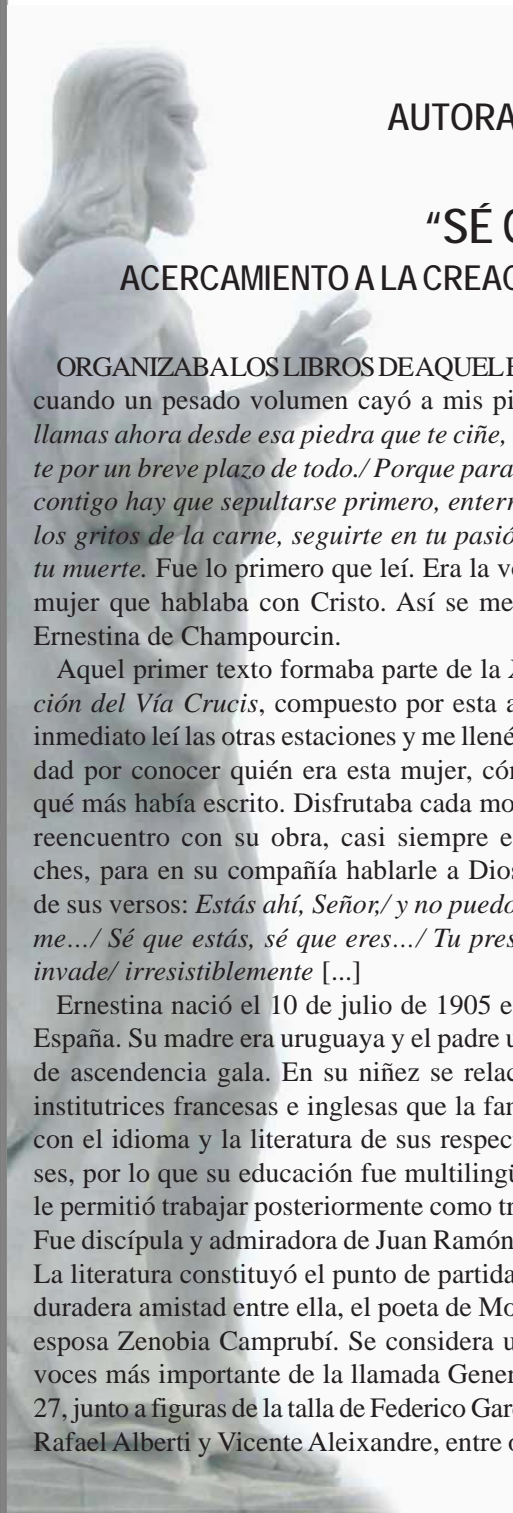 AUTORA
“SÉ
ACERCAMIENTO A LA CREAC
ORGANIZABA LOS LIBROS DE AQUEL
cuando un pesado volumen cayó a mis pi
llamas ahora desde esa piedra que te ciñe,
te por un breve plazo de todo./ Porque para
contigo hay que sepultarse primero, enterr
los gritos de la carne, seguirte en tu pasió
tu muerte. Fue lo primero que leí. Era la v
mujer que hablaba con Cristo. Así se me
Ernestina de Champourcin.
Aquel primer texto formaba parte de la
ción del Vía Crucis, compuesto por esta a
inmediato leí las otras estaciones y me llené
dad por conocer quién era esta mujer, cóm
qué más había escrito. Disfrutaba cada mo
reencuentro con su obra, casi siempre e
ches, para en su compañía hablarle a Dios
de sus versos: Estás ahí, Señor,/ y no puedo
me…/ Sé que estás, sé que eres…/ Tu pres
invade/ irresistiblemente [...]
Ernestina nació el 10 de julio de 1905 e
España. Su madre era uruguaya y el padre u
de ascendencia gala. En su niñez se relac
institutrices francesas e inglesas que la fam
con el idioma y la literatura de sus respect
ses, por lo que su educación fue multilingü
le permitió trabajar posteriormente como tr
Fue discípula y admiradora de Juan Ramón
La literatura constituyó el punto de partida
duradera amistad entre ella, el poeta de Mo
esposa Zenobia Camprubí. Se considera u
voces más importante de la llamada Gener
27, junto a figuras de la talla de Federico Garc
Rafael Alberti y Vicente Aleixandre, entre o